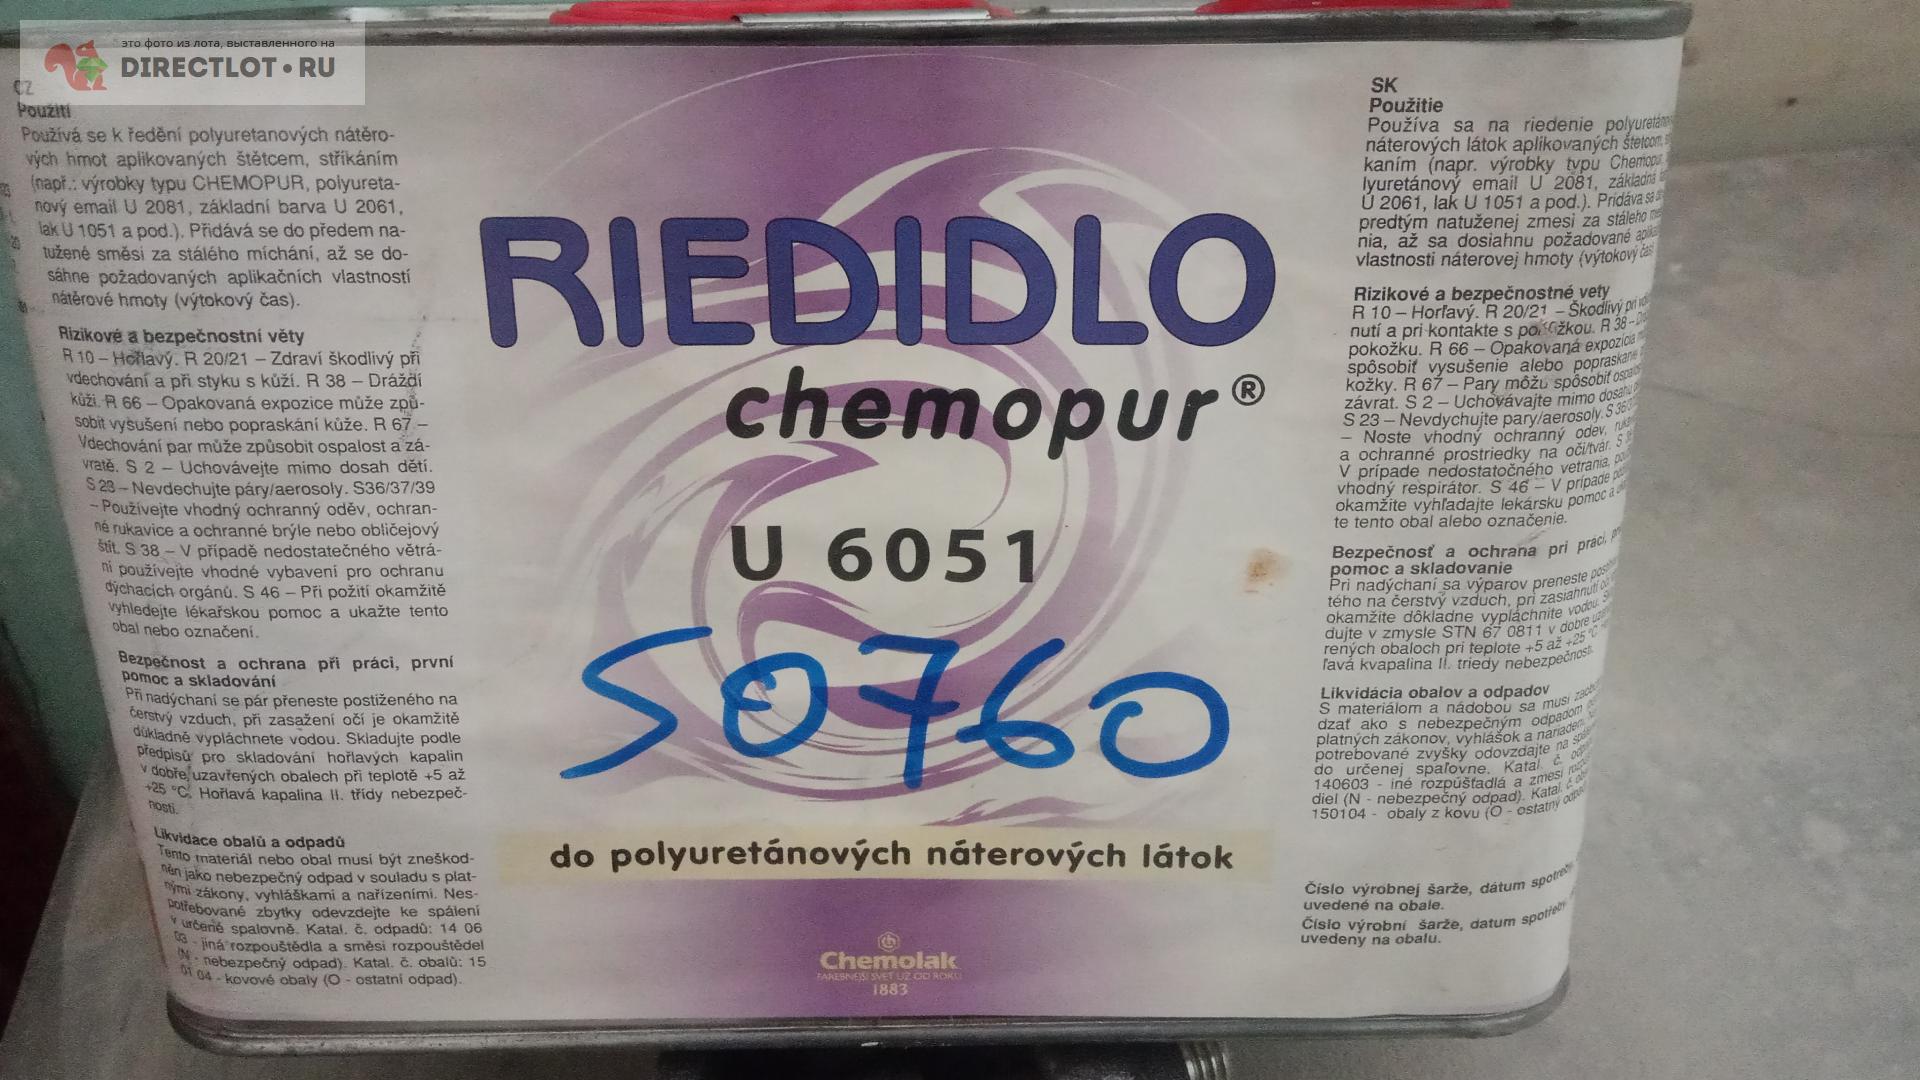 это фото из лота, выставленного на
DIRECTLOT.RU
CZ
Použití
Používá se k ředění polyuretanových nátěro-
vých hmot aplikovaných štětcem, stříkáním
(např.: výrobky typu CHEMOPUR, polyureta-
nový email U 2081, základní barva U 2061,
lak U 1051 a pod.). Přidává se do předem na-
tužené směsi za stálého míchání, až se do-
sáhne požadovaných aplikačních vlastností
nátěrové hmoty (výtokový čas).
Rizikové a bezpečnostní věty
R 10 – Hořlavý. R 20/21 – Zdraví škodlivý při
vdechování a při styku s kůží. R 38 – Dráždí
kůži. R 66 – Opakovaná expozice může způ-
sobit vysušení nebo popraskání kůže. R 67 –
Vdechování par může způsobit ospalost a zá-
vratě. S 2 – Uchovávejte mimo dosah dětí.
S 23 – Nevdechujte páry/aerosoly. S36/37/39
– Používejte vhodný ochranný oděv, ochran-
né rukavice a ochranné brýle nebo obličejový
štít. S 38 – V případě nedostatečného větrá-
ní používejte vhodné vybavení pro ochranu
dýchacích orgánů. S 46 – Při požití okamžitě
vyhledejte lékařskou pomoc a ukažte tento
obal nebo označení.
Bezpečnost a ochrana při práci, první
pomoc a skladování
Při nadýchaní se pár přeneste postiženého na
čerstvý vzduch, při zasažení očí je okamžitě
důkladně vypláchnete vodou. Skladujte podle
předpisů pro skladování hořlavých kapalin
v dobře uzavřených obalech při teplotě +5 až
+25 °C. Hořlavá kapalina II. třídy nebezpeč-
nosti.
Likvidace obalů a odpadů
Tento materiál nebo obal musí být zneškod-
něn jako nebezpečný odpad v souladu s plat-
nými zákony, vyhláškami a nařízeními. Nes-
potřebované zbytky odevzdejte ke spálení
v určené spalovně. Katal. č. odpadů: 14 06
03 - jiná rozpouštědla a směsi rozpouštědel
(N - nebezpečný odpad). Katal. č. obalů: 15
01 04 - kovové obaly (O - ostatní odpad).
RIEDIDLO
chemopur®
U 6051
50760
do polyuretánových náterových látok
Chemolak
FAREBNEJŠÍ SVET UŽ OD ROKU
1883
SK
Použitie
Používa sa na riedenie
náterových látok aplikovaných štetcom,
kaním (napr. výrobky typu Chemopur,
lyuretánový email U 2081, základná
U 2061, lak U 1051 a pod.). Pridáva sa
predtým natuženej zmesi za stáleho
nia, až sa dosiahnu požadované
vlastnosti náterovej hmoty (výtokový čas)
Rizikové a bezpečnostné vety
R 10 – Horľavý. R 20/21 – Škodlivý pri
nutí a pri kontakte s pokožkou. R 38 –
pokožku. R 66 – Opakovaná expozícia
spôsobiť vysušenie alebo popraskanie
kožky. R 67 – Pary môžu spôsobiť
závrat. S 2 – Uchovávajte mimo dosahu
S 23 – Nevdychujte pary/aerosoly.
– Noste vhodný ochranný odev,
a ochranné prostriedky na oči/tvár.
V prípade nedostatočného vetrania,
vhodný respirátor. S 46 – V prípade
okamžite vyhľadajte lekársku pomoc a
te tento obal alebo označenie.
Bezpečnosť a ochrana pri práci,
pomoc a skladovanie
Pri nadýchaní sa výparov preneste
tého na čerstvý vzduch, pri zasiahnutí
okamžite dôkladne vypláchnite vodou.
dujte v zmysle STN 67 0811 v dobre
rených obaloch pri teplote +5 až +25 °C
ľavá kvapalina II. triedy nebezpečnosti.
Likvidácia obalov a odpadov
S materiálom a nádobou sa musí
dzať ako s nebezpečným odpadom
platných zákonov, vyhlášok a nariadení.
potrebované zvyšky odovzdajte na
do určenej spaľovne. Katal. č.
140603 - iné rozpúšťadlá a zmesi
diel (N - nebezpečný odpad). Katal. č.
150104 - obaly z kovu (O - ostatný
Číslo výrobnej šarže, dátum
uvedené na obale.
Číslo výrobní šarže, datum
uvedeny na obalu.